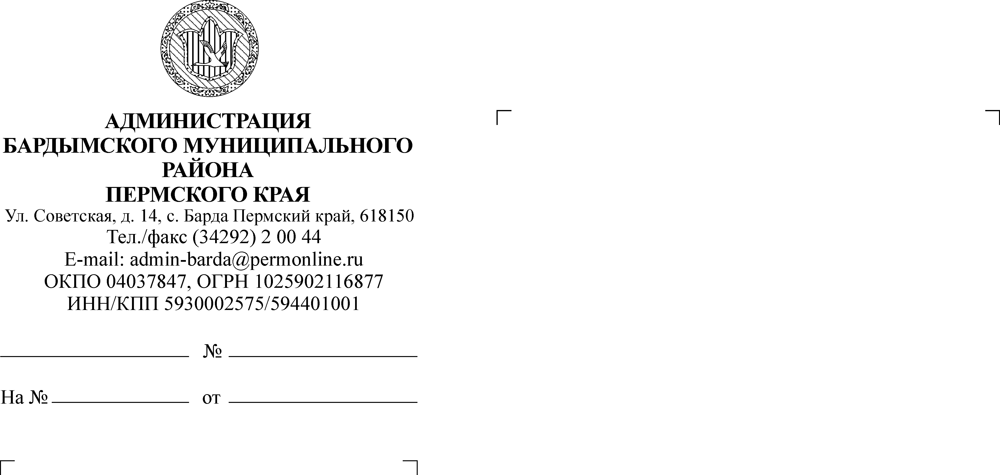 АДМИНИСТРАЦИЯ
БАРДЫМСКОГО МУНИЦИПАЛЬНОГО
РАЙОНА
ПЕРМСКОГО КРАЯ
Ул. Советская, д. 14, с. Барда Пермский край, 618150
Тел./факс (34292) 2 00 44
E-mail: admin-barda@permonline.ru
ОКПО 04037847, ОГРН 1025902116877
ИНН/КПП 5930002575/594401001
№
На № от